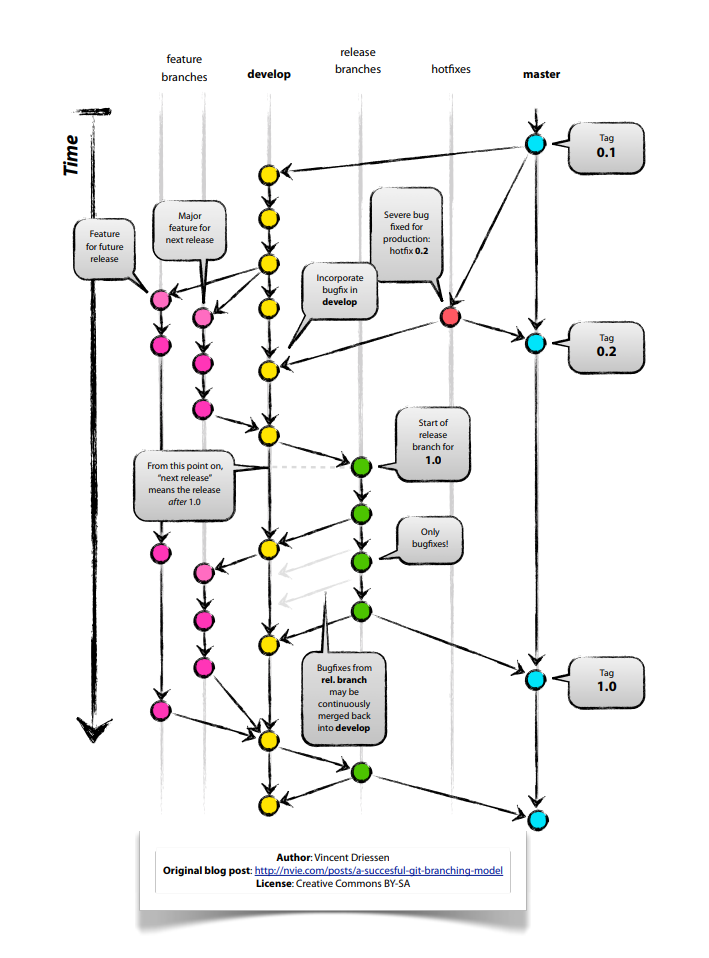 feature
branches
develop
release
branches
hotfixes
master
Time
Tag
0.1
Major
feature for
next release
Severe bug
fixed for
production:
hotfix 0.2
Feature
for future
release
Incorporate
bugfix in
develop
Tag
0.2
Start of
release
branch for
1.0
From this point on,
“next release”
means the release
after 1.0
Only
bugfixes!
Bugfixes from
rel. branch
may be
continuously
merged back
into develop
Tag
1.0
Author: Vincent Driessen
Original blog post: http://nvie.com/posts/a-succesful-git-branching-model
License: Creative Commons BY-SA